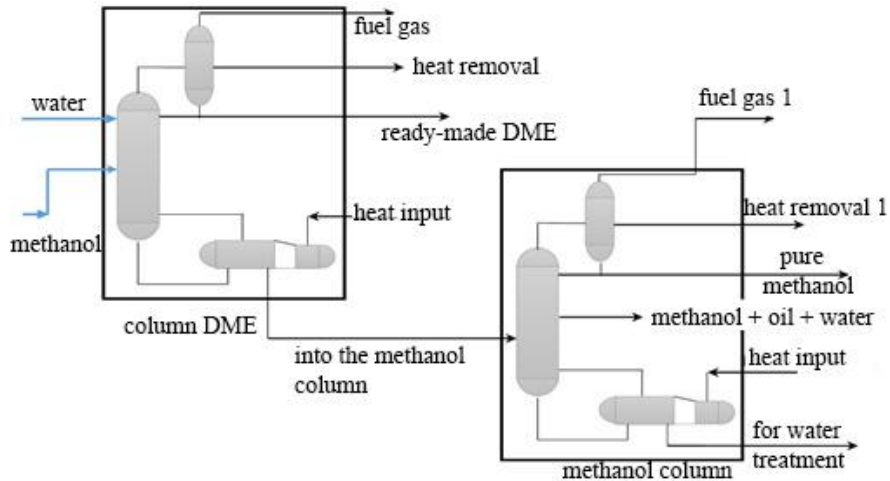 fuel gas
heat removal
water
ready-made DME
fuel gas 1
heat input
methanol
heat removal 1
pure
methanol
column DME
methanol + oil + water
into the methanol
column
heat input
for water
treatment
methanol column